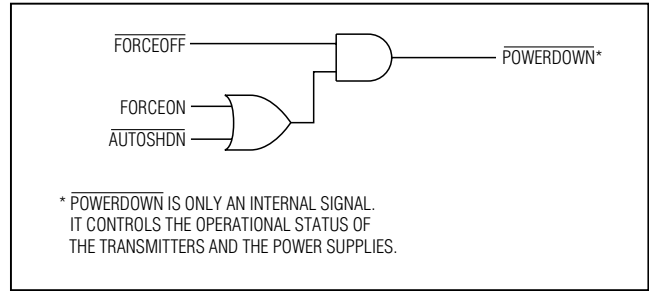 FORCEOFF
POWERDOWN*
FORCEON
AUTOSHDN
* POWERDOWN IS ONLY AN INTERNAL SIGNAL.
IT CONTROLS THE OPERATIONAL STATUS OF
THE TRANSMITTERS AND THE POWER SUPPLIES.